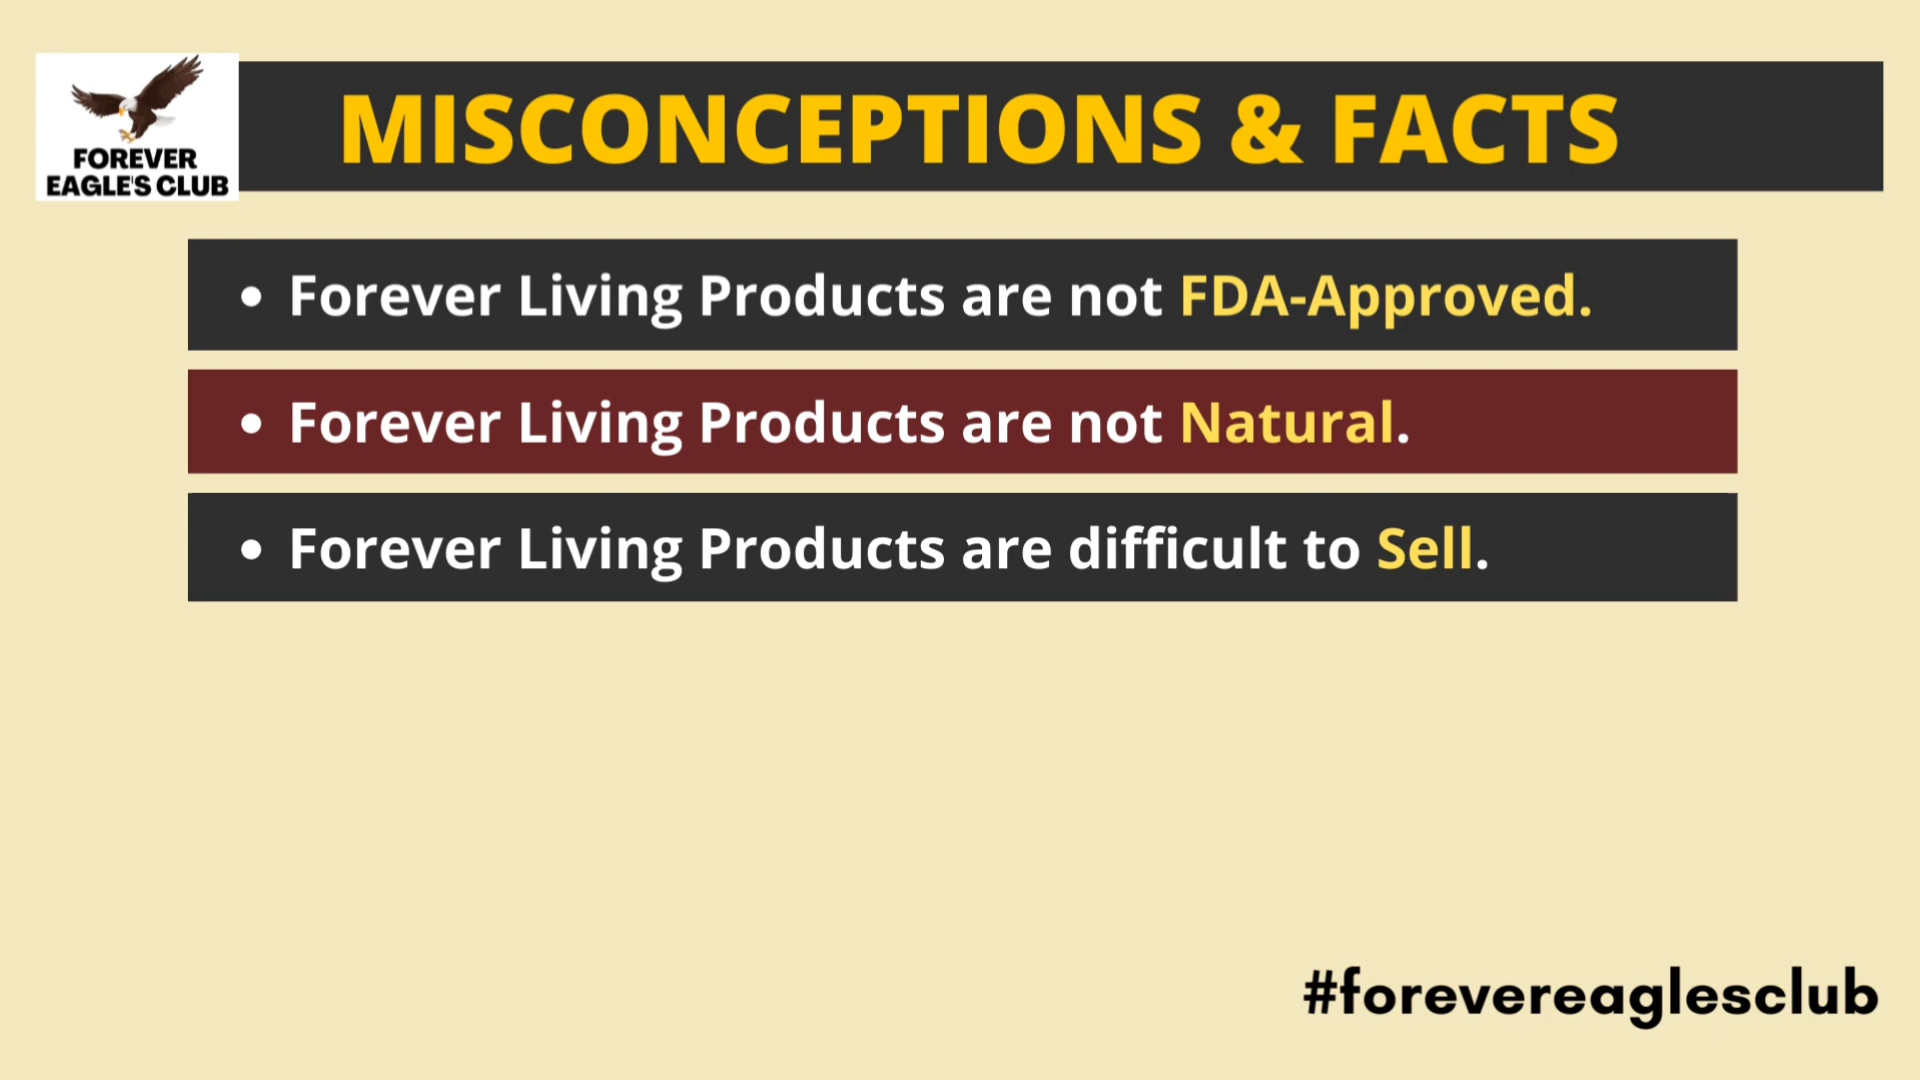 FOREVER
EAGLE'S CLUB
MISCONCEPTIONS & FACTS
• Forever Living Products are not FDA-Approved.
• Forever Living Products are not Natural.
• Forever Living Products are difficult to Sell.
#forevereaglesclub